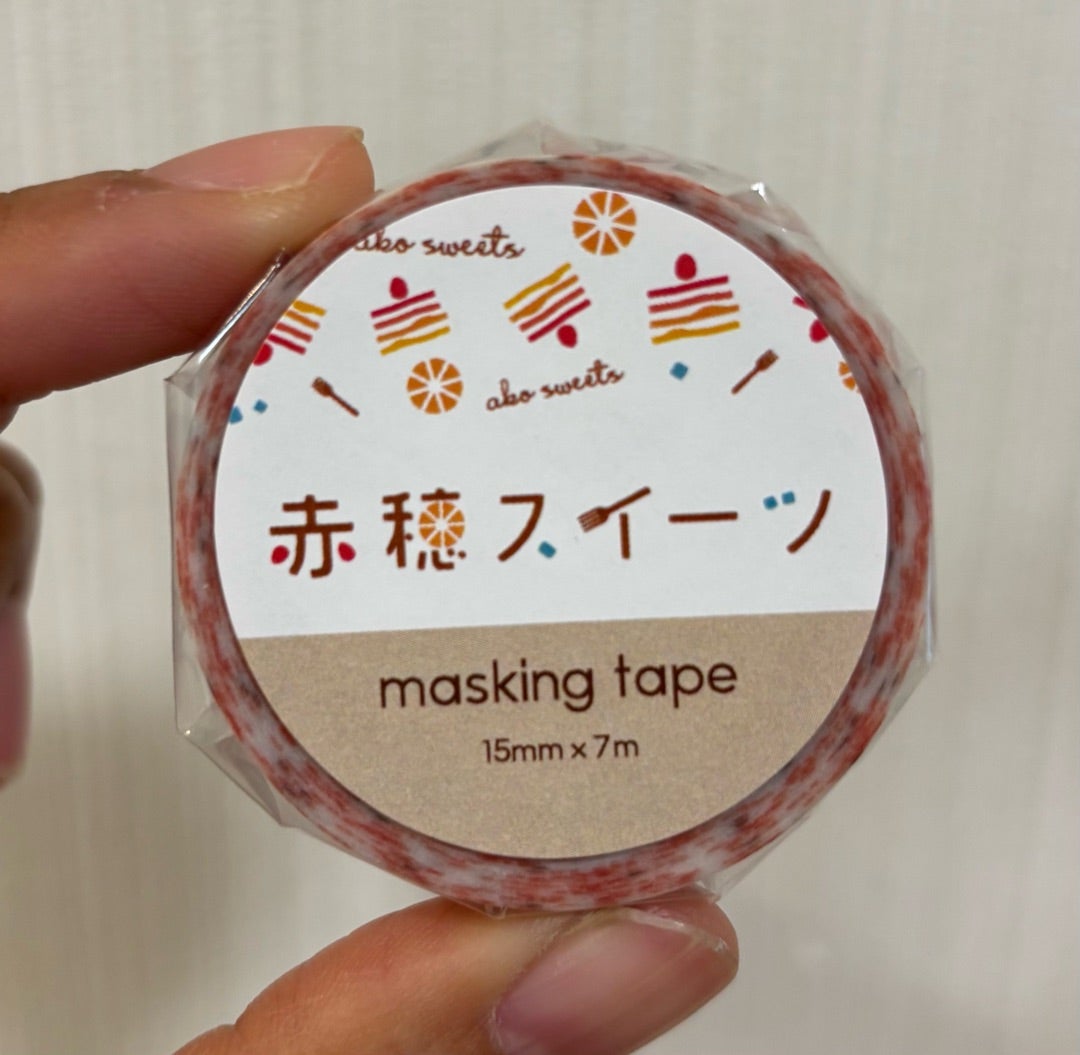 ako sweets
ako sweets
赤穂スイーツ
masking tape
15mm x 7m